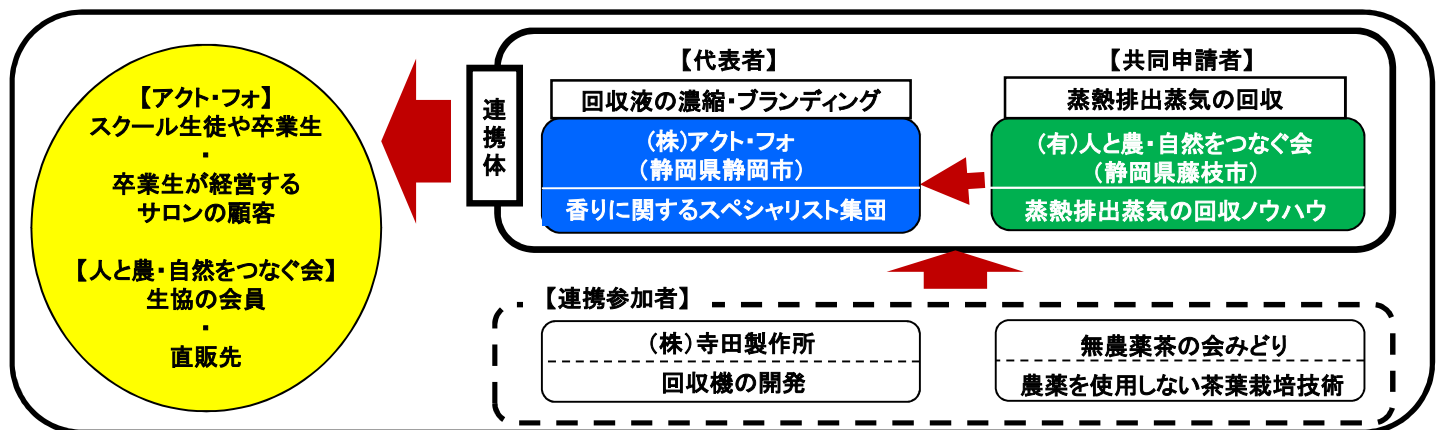 【アクト・フォ】
スクール生徒や卒業生
・
卒業生が経営する
サロンの顧客
【人と農・自然をつなぐ会】
生協の会員
・
直販先
連携体
【代表者】
回収液の濃縮・ブランディング
(株)アクト・フォ
(静岡県静岡市)
香りに関するスペシャリスト集団
【共同申請者】
蒸熱排出蒸気の回収
(有)人と農・自然をつなぐ会
(静岡県藤枝市)
蒸熱排出蒸気の回収ノウハウ
【連携参加者】
(株)寺田製作所
回収機の開発
無農薬茶の会みどり
農薬を使用しない茶葉栽培技術